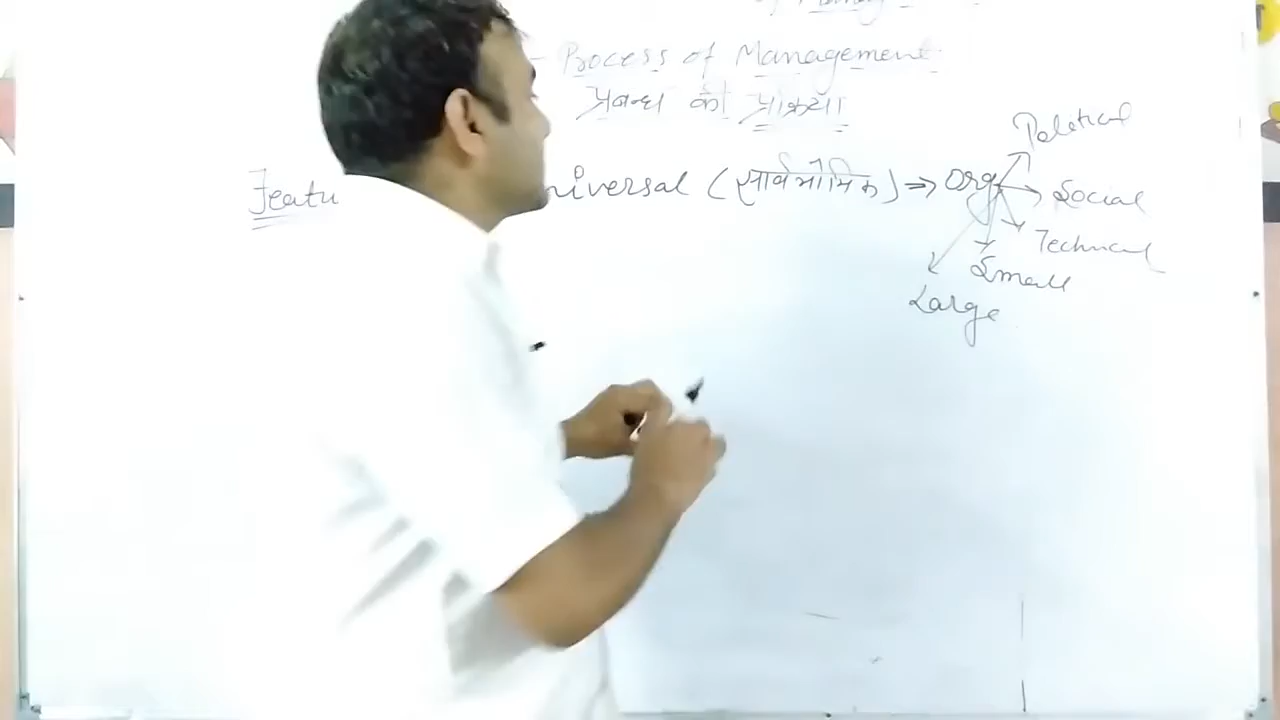 Process of Management
प्रबन्ध की प्रक्रिया
Political
Featu niversal (सार्वभौमिक) ⇒ Org
Social
Technical
Small
Large